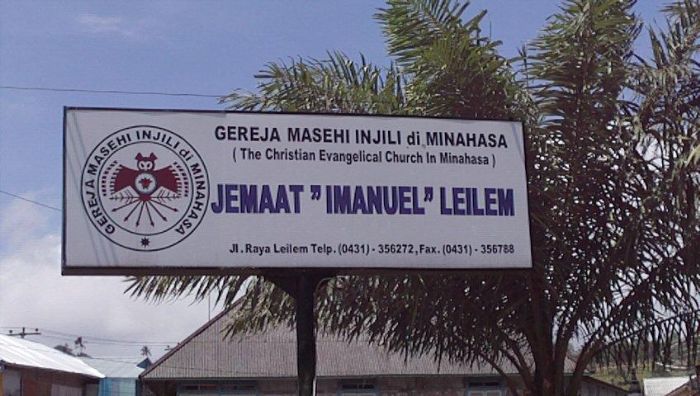 GEREJA MASEHI INJILI di MINAHASA
GEREJA MASEHI INJILI di MINAHASA
( The Christian Evangelical Church In Minahasa )
JEMAAT "IMANUEL" LEILEM
Jl. Raya Leilem Telp. (0431) - 356272, Fax. (0431) - 356788